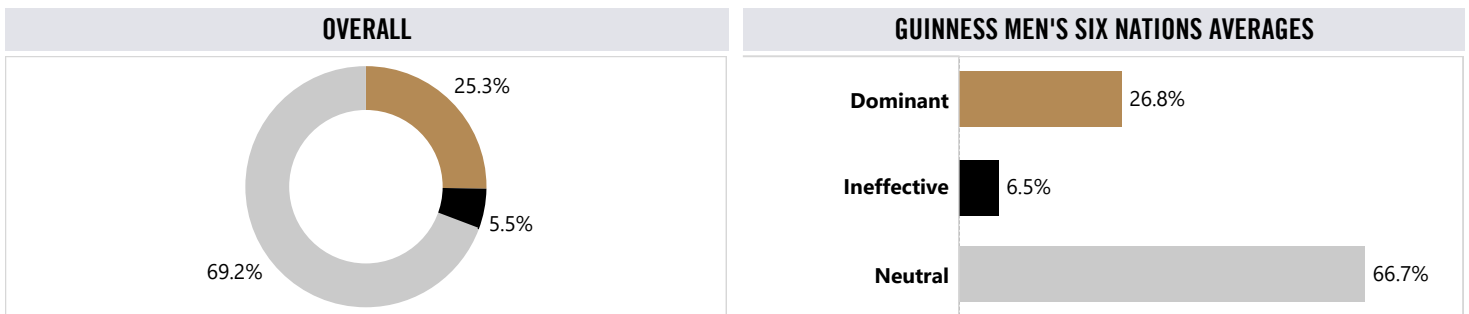 OVERALL
25.3%
5.5%
69.2%
GUINNESS MEN'S SIX NATIONS AVERAGES
Dominant 26.8%
Ineffective 6.5%
Neutral 66.7%